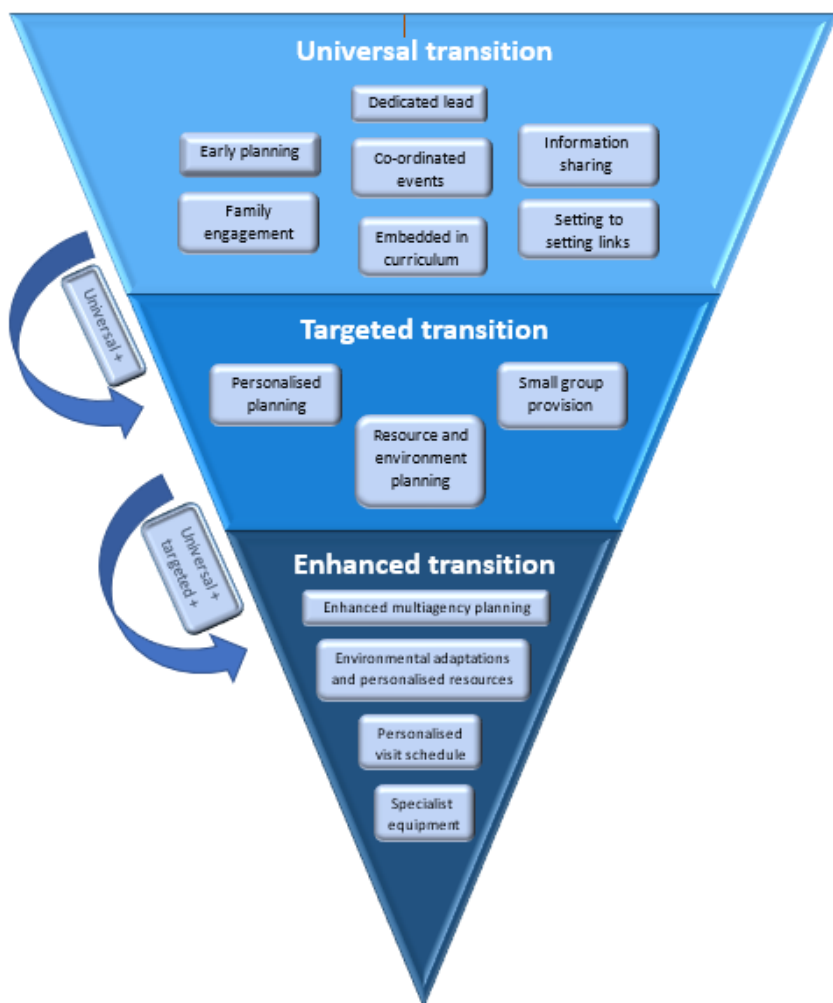 Universal transition
Dedicated lead
Early planning
Co-ordinated
events
Information
sharing
Family
engagement
Embedded in
curriculum
Setting to
setting links
Universal +
Targeted transition
Personalised
planning
Small group
provision
Resource and
environment
planning
Universal +
targeted +
Enhanced transition
Enhanced multiagency planning
Environmental adaptations
and personalised resources
Personalised
visit schedule
Specialist
equipment